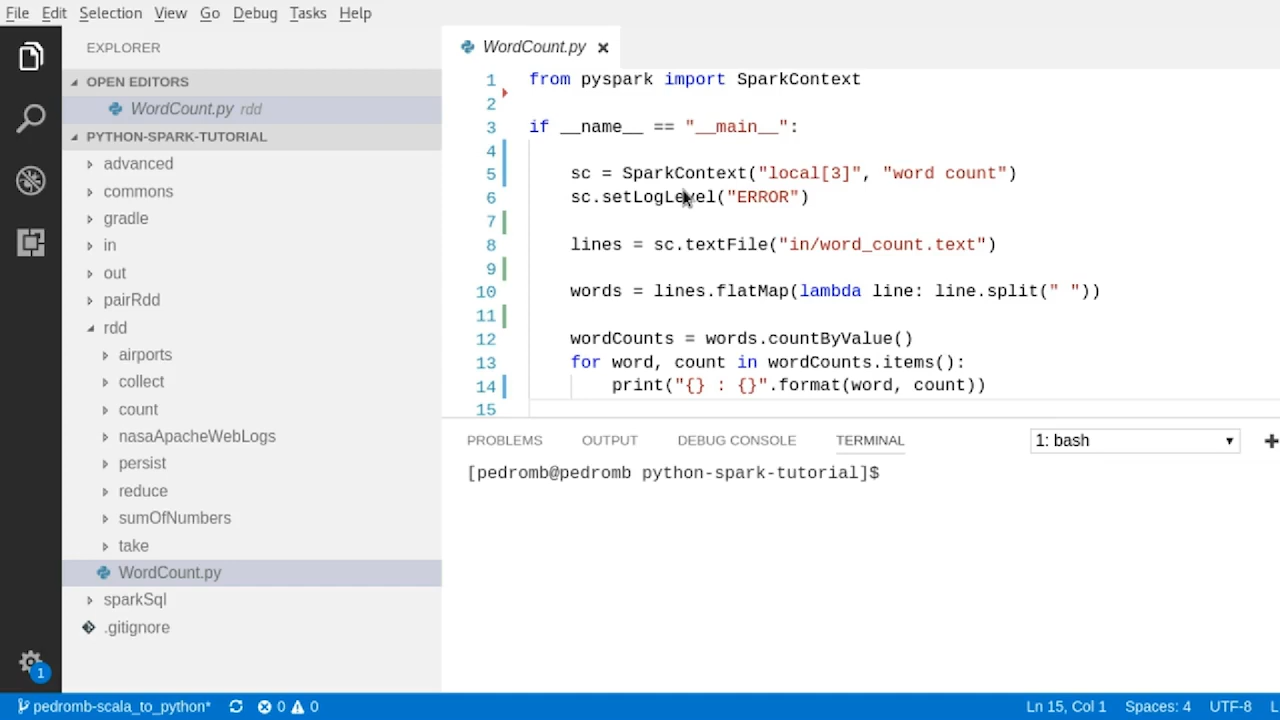 File Edit Selection View Go Debug Tasks Help
EXPLORER
OPEN EDITORS
WordCount.py rdd
PYTHON-SPARK-TUTORIAL
advanced
commons
gradle
in
out
pairRdd
rdd
airports
collect
count
nasaApacheWebLogs
persist
reduce
sumOfNumbers
take
WordCount.py
sparkSql
.gitignore
1
WordCount.py
1 from pyspark import SparkContext
2
3 if __name__ == "__main__":
4
5 sc = SparkContext("local[3]", "word count")
6 sc.setLogLevel("ERROR")
7
8 lines = sc.textFile("in/word_count.text")
9
10 words = lines.flatMap(lambda line: line.split(" "))
11
12 wordCounts = words.countByValue()
13 for word, count in wordCounts.items():
14 print("{} : {}".format(word, count))
15
PROBLEMS OUTPUT DEBUG CONSOLE TERMINAL 1: bash
[pedromb@pedromb python-spark-tutorial]$
pedromb-scala_to_python* 0 0 Ln 15, Col 1 Spaces: 4 UTF-8 L